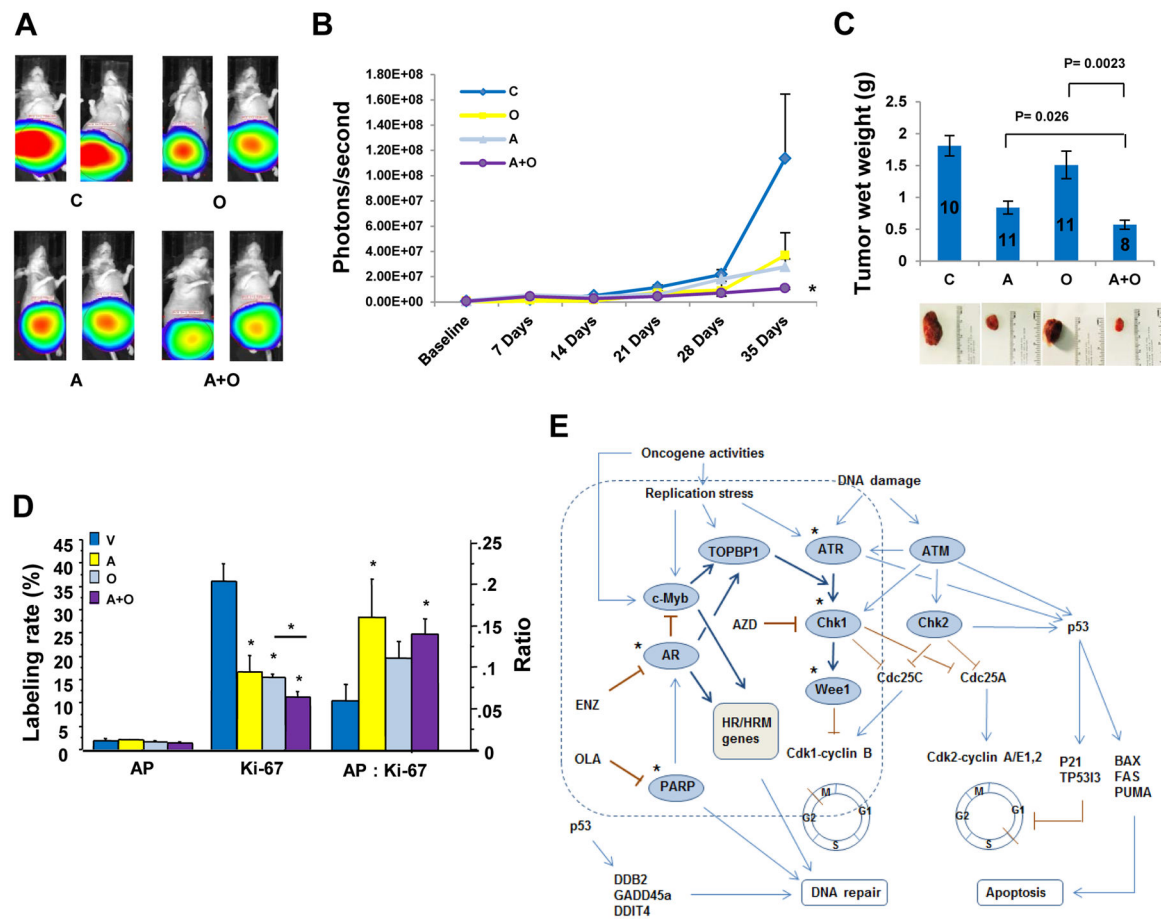 A
C
O
A
A+O
B
Photons/second
1.80E+08
1.60E+08
1.40E+08
1.20E+08
1.00E+08
8.00E+07
6.00E+07
4.00E+07
2.00E+07
0.00E+00
C
O
A
A+O
*
Baseline
7 Days
14 Days
21 Days
28 Days
35 Days
C
P= 0.0023
P= 0.026
Tumor wet weight (g)
2.5
2
1.5
1
0.5
0
10
11
11
8
C A O A+O
D
V
A
O
A+O
Labeling rate (%)
45
40
35
30
25
20
15
10
5
0
* * * * * *
.25
.2
.15
.1
.05
0
Ratio
AP Ki-67 AP : Ki-67
E
Oncogene activities
Replication stress
DNA damage
TOPBP1
* ATR
ATM
c-Myb
AZD
* Chk1
Chk2
p53
* AR
* Wee1
Cdc25C
Cdc25A
ENZ
HR/HRM
genes
Cdk1-cyclin B
Cdk2-cyclin A/E1,2
P21
TP53I3
BAX
FAS
PUMA
OLA
* PARP
M
G2
G1
S
M
G2
G1
S
p53
DDB2
GADD45a
DDIT4
DNA repair
Apoptosis